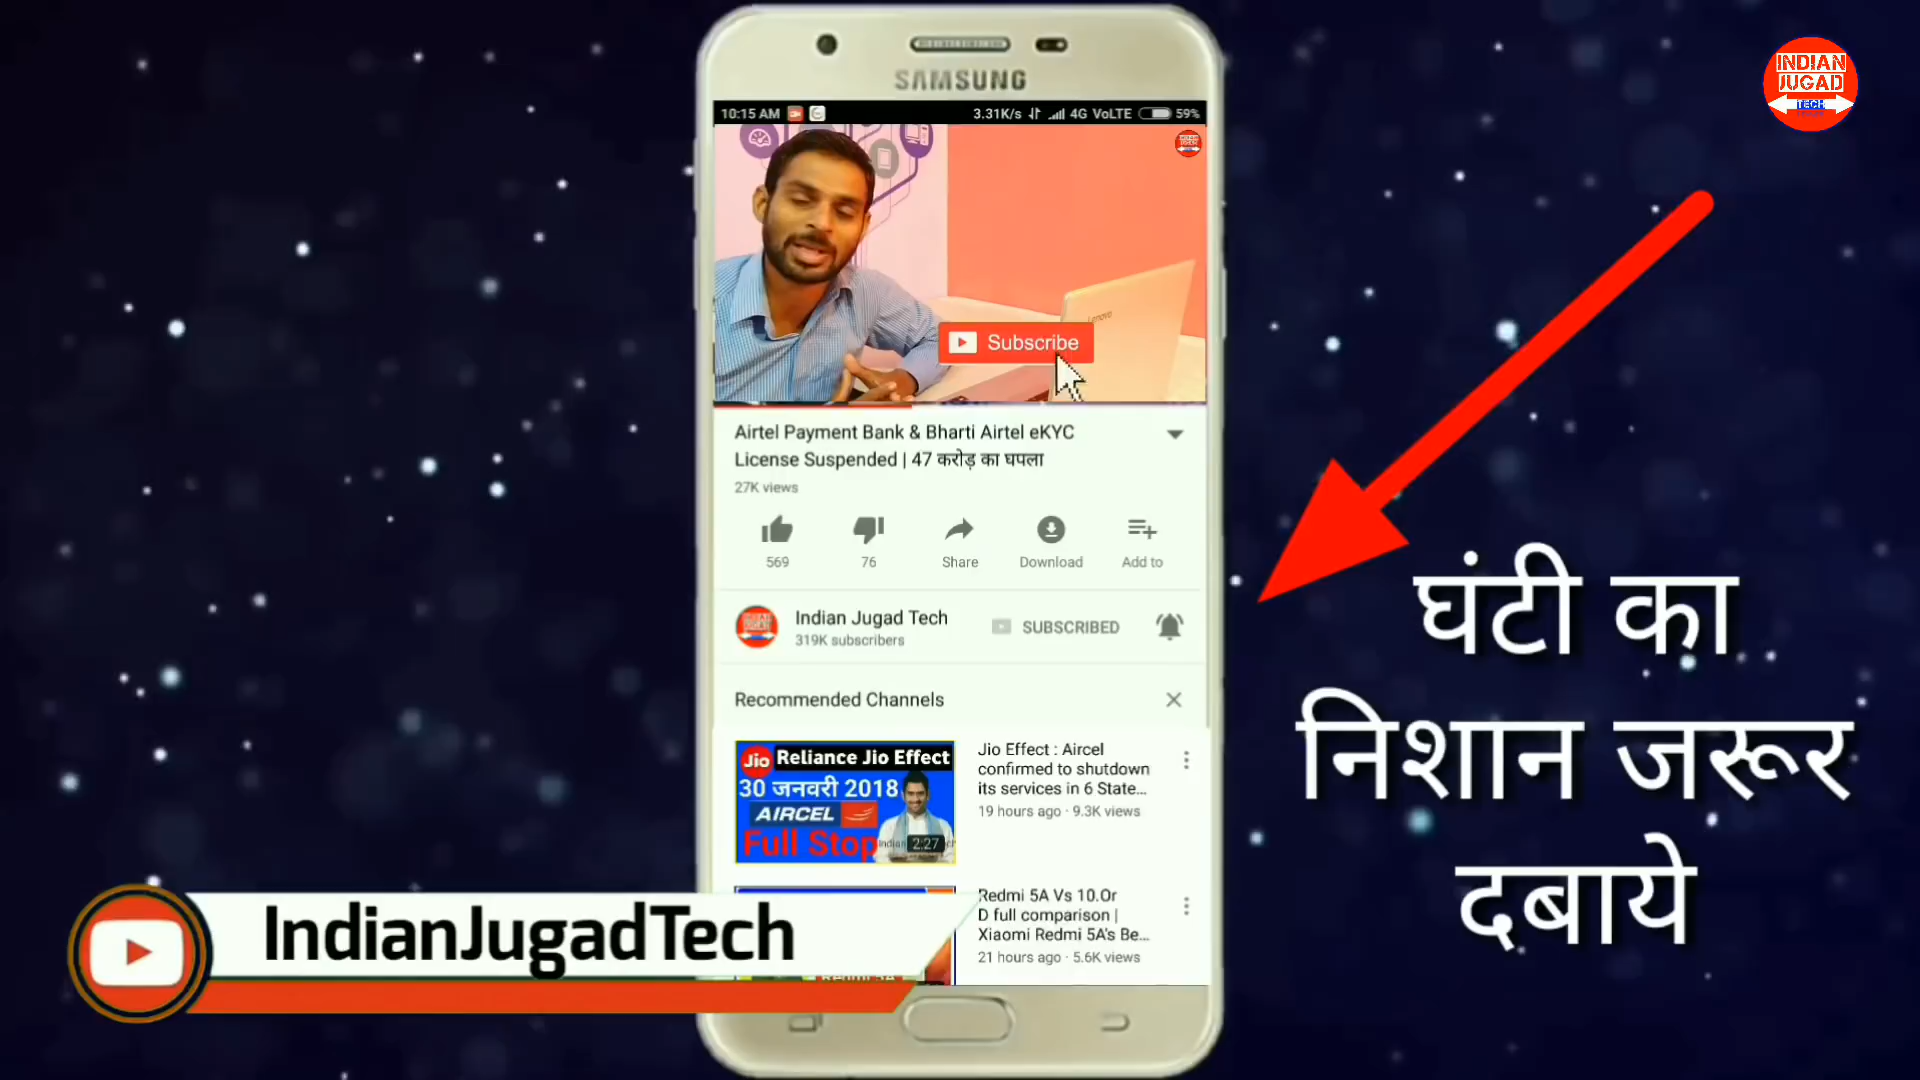 SAMSUNG
INDIAN
JUGAD
TECH
10:15 AM
3.31K/s 4G VoLTE 59%
Lenovo
Subscribe
Airtel Payment Bank & Bharti Airtel eKYC
License Suspended | 47 करोड़ का घपला
27K views
569
76
Share
Download
Add to
Indian Jugad Tech
319K subscribers
SUBSCRIBED
Recommended Channels
Jio Reliance Jio Effect
30 जनवरी 2018
AIRCEL
Full Stop
2:27
Jio Effect : Aircel
confirmed to shutdown
its services in 6 State...
19 hours ago · 9.3K views
Redmi 5A Vs 10.Or
D full comparison |
Xiaomi Redmi 5A's Be...
21 hours ago · 5.6K views
घंटी का
निशान जरूर
दबाये
IndianJugadTech